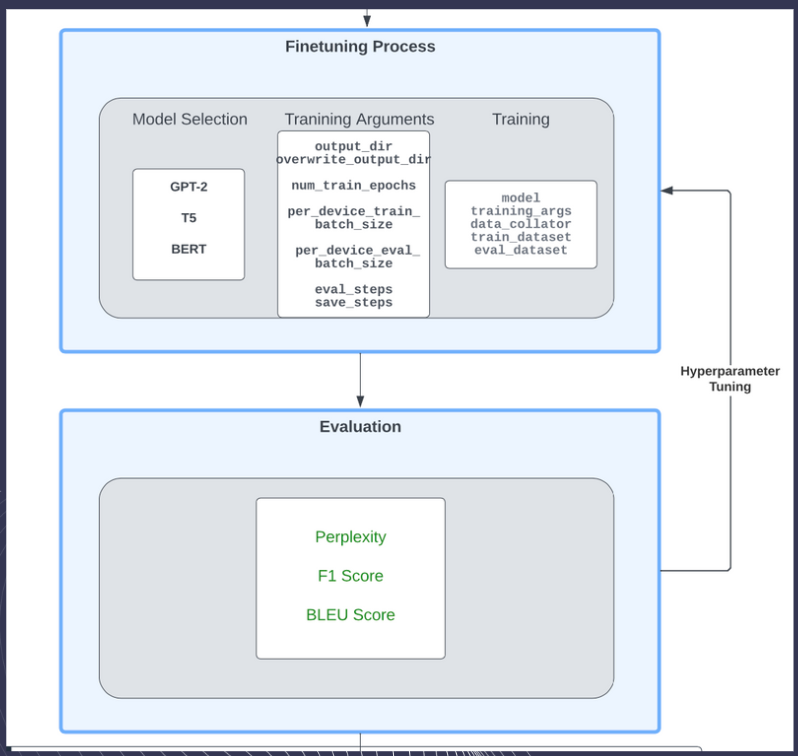 Finetuning Process
Model Selection
Tranining Arguments
Training
GPT-2
T5
BERT
output_dir
overwrite_output_dir
num_train_epochs
per_device_train_
batch_size
per_device_eval_
batch_size
eval_steps
save_steps
model
training_args
data_collator
train_dataset
eval_dataset
Hyperparameter
Tuning
Evaluation
Perplexity
F1 Score
BLEU Score